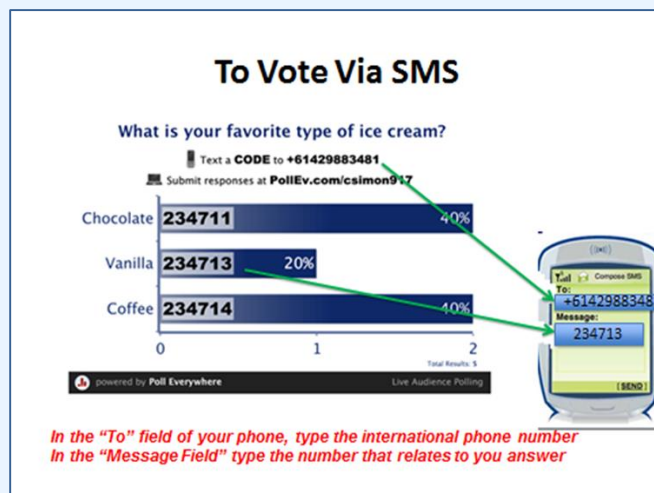 To Vote Via SMS
What is your favorite type of ice cream?
Text a CODE to +61429883481
Submit responses at PollEv.com/csimon917
Chocolate 234711 40%
Vanilla 234713 20%
Coffee 234714 40%
0 1 2
Total Results: 5
powered by Poll Everywhere Live Audience Polling
Compose SMS
To:
+6142988348
Message:
234713
[SEND]
In the “To” field of your phone, type the international phone number
In the “Message Field” type the number that relates to you answer